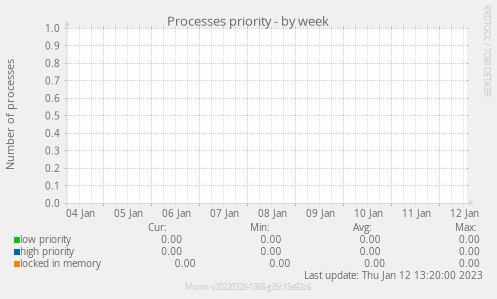 Processes priority - by week
RRDTOOL / TOBI OETIKER
Number of processes
1.0
0.9
0.8
0.7
0.6
0.5
0.4
0.3
0.2
0.1
0.0
04 Jan 05 Jan 06 Jan 07 Jan 08 Jan 09 Jan 10 Jan 11 Jan 12 Jan
Cur: Min: Avg: Max:
low priority 0.00 0.00 0.00 0.00
high priority 0.00 0.00 0.00 0.00
locked in memory 0.00 0.00 0.00 0.00
Last update: Thu Jan 12 13:20:00 2023
Munin v20220328-1368-g35c15e92c6